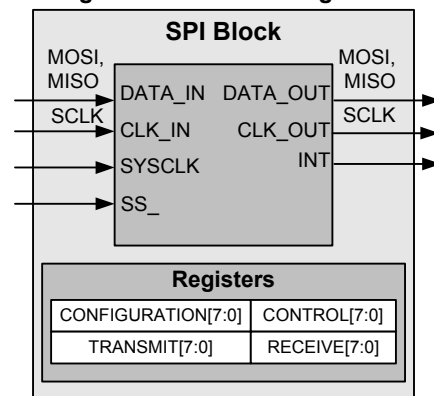 SPI Block
MOSI,
MISO
MOSI,
MISO
SCLK
SCLK
DATA_IN DATA_OUT
CLK_IN CLK_OUT
SYSCLK INT
SS_
Registers
CONFIGURATION[7:0] CONTROL[7:0]
TRANSMIT[7:0] RECEIVE[7:0]